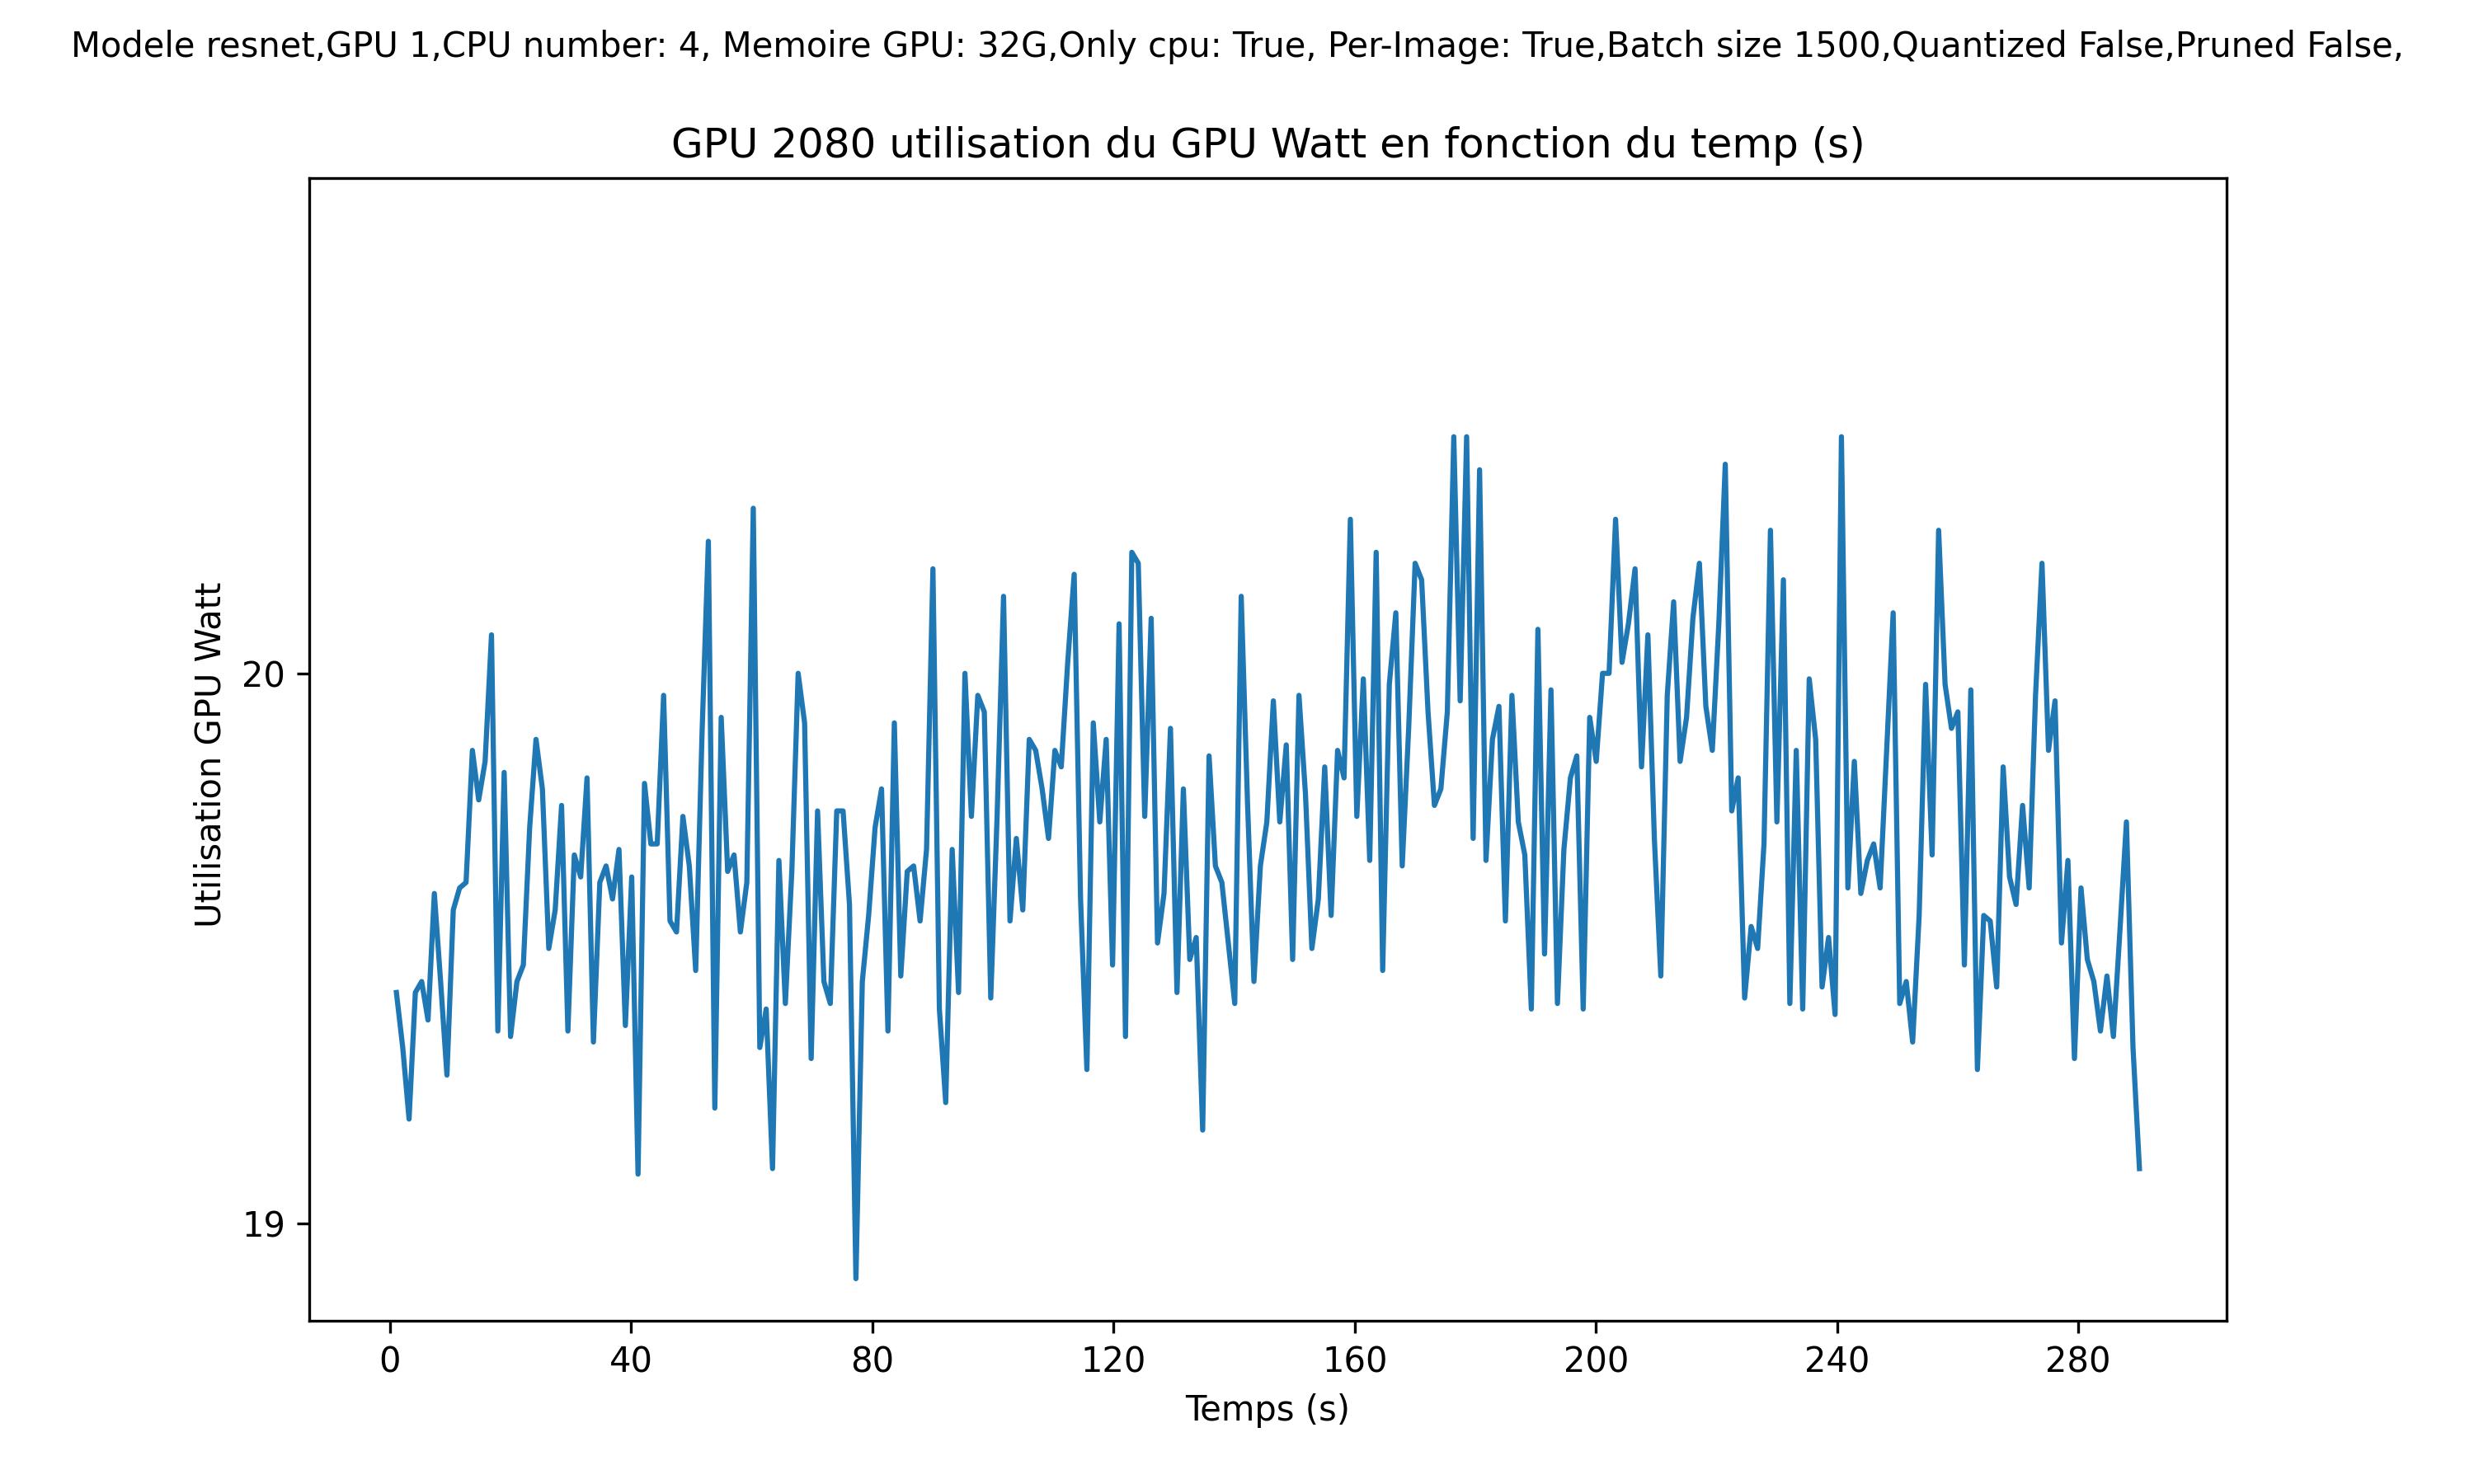 Modele resnet,GPU 1,CPU number: 4, Memoire GPU: 32G,Only cpu: True, Per-Image: True,Batch size 1500,Quantized False,Pruned False,
GPU 2080 utilisation du GPU Watt en fonction du temp (s)
Utilisation GPU Watt
20
19
0 40 80 120 160 200 240 280
Temps (s)